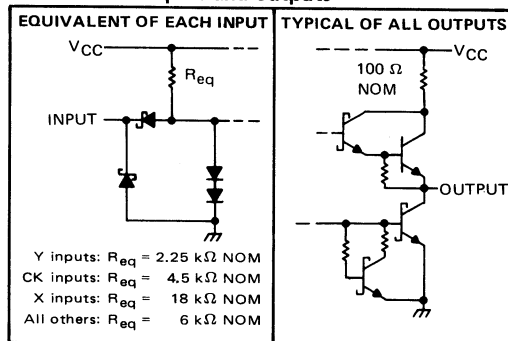 EQUIVALENT OF EACH INPUT
VCC
Req
INPUT
Y inputs: Req = 2.25 kΩ NOM
CK inputs: Req = 4.5 kΩ NOM
X inputs: Req = 18 kΩ NOM
All others: Req = 6 kΩ NOM
TYPICAL OF ALL OUTPUTS
VCC
100 Ω
NOM
OUTPUT